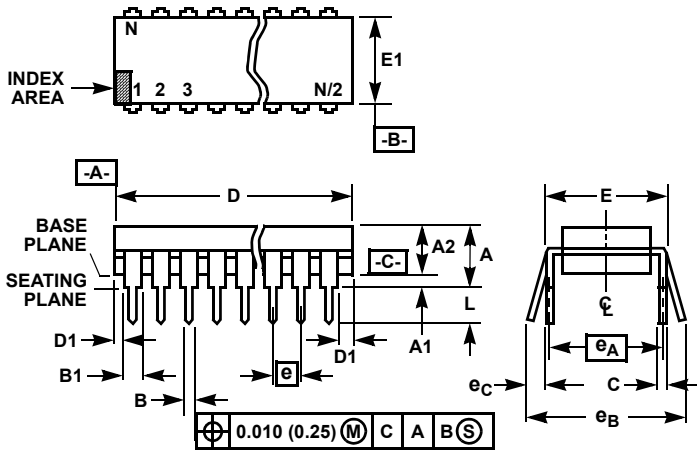 N
E1
INDEX
AREA
1 2 3 N/2
-B-
-A-
D
E
BASE
PLANE
A2
A
-C-
SEATING
PLANE
L
C
L
D1
A1
D1
eA
B1
e
eC
C
B
eB
0.010 (0.25) M C A B S